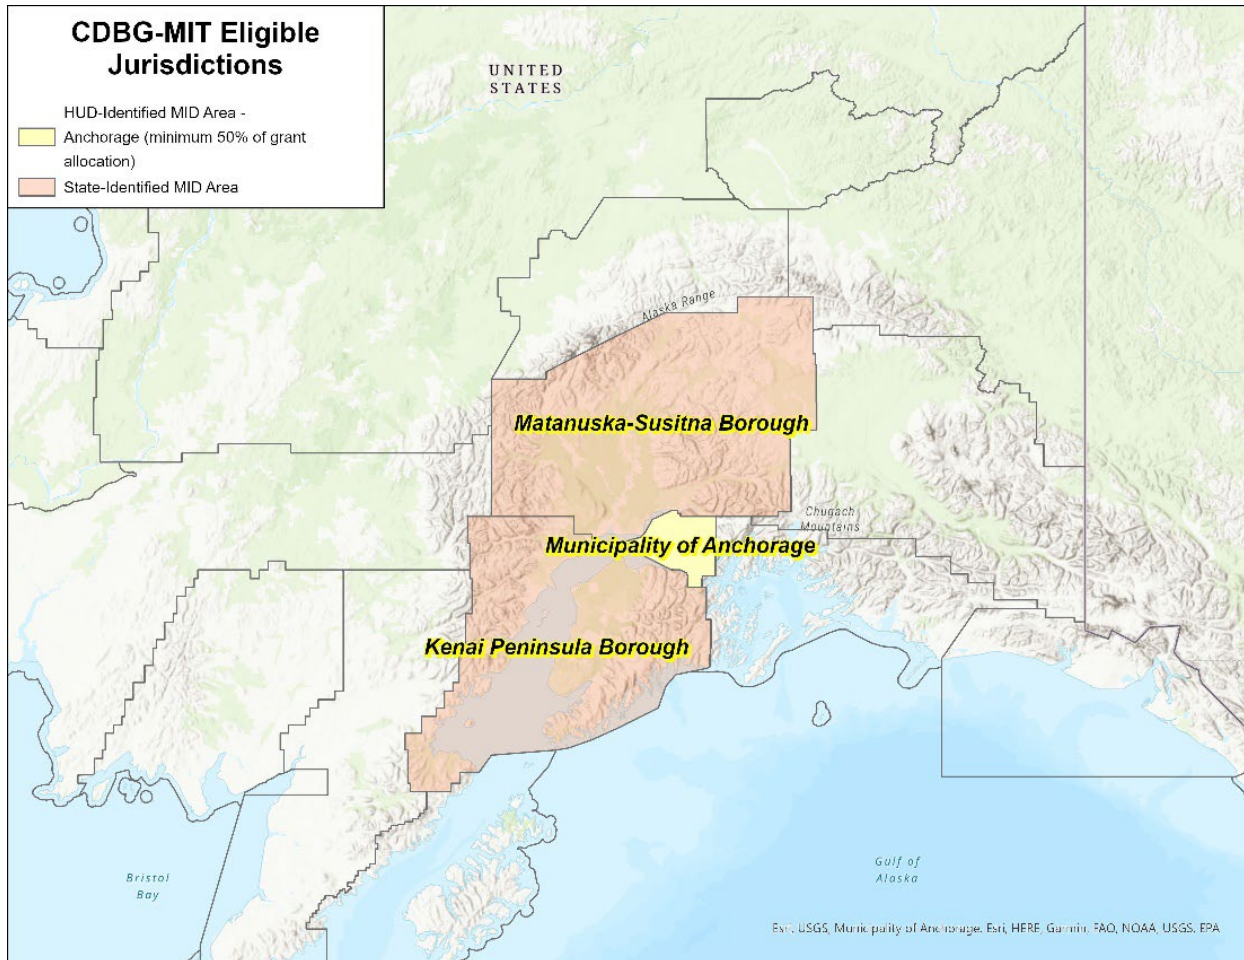 CDBG-MIT Eligible
Jurisdictions
HUD-Identified MID Area -
Anchorage (minimum 50% of grant
allocation)
State-Identified MID Area
UNITED
STATES
Alaska Range
Matanuska-Susitna Borough
Chugach
Mountains
Municipality of Anchorage
Kenai Peninsula Borough
Bristol
Bay
Gulf of
Alaska
Esri, USGS, Municipality of Anchorage, Esri, HERE, Garmin, FAO, NOAA, USGS, EPA